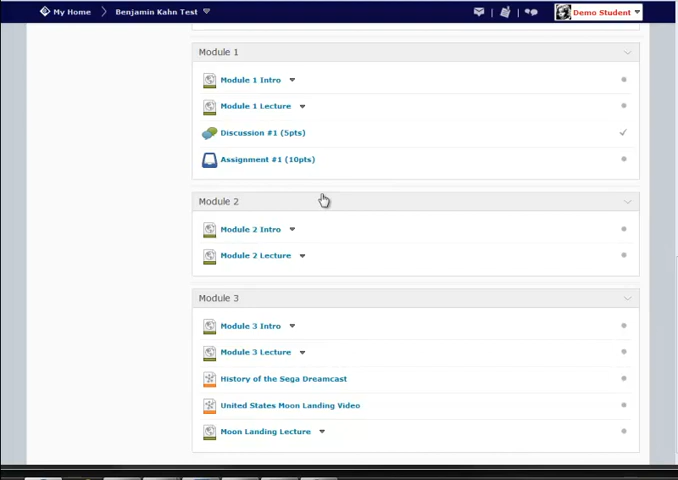 My Home Benjamin Kahn Test Demo Student
Module 1
Module 1 Intro
Module 1 Lecture
Discussion #1 (5pts)
Assignment #1 (10pts)
Module 2
Module 2 Intro
Module 2 Lecture
Module 3
Module 3 Intro
Module 3 Lecture
History of the Sega Dreamcast
United States Moon Landing Video
Moon Landing Lecture